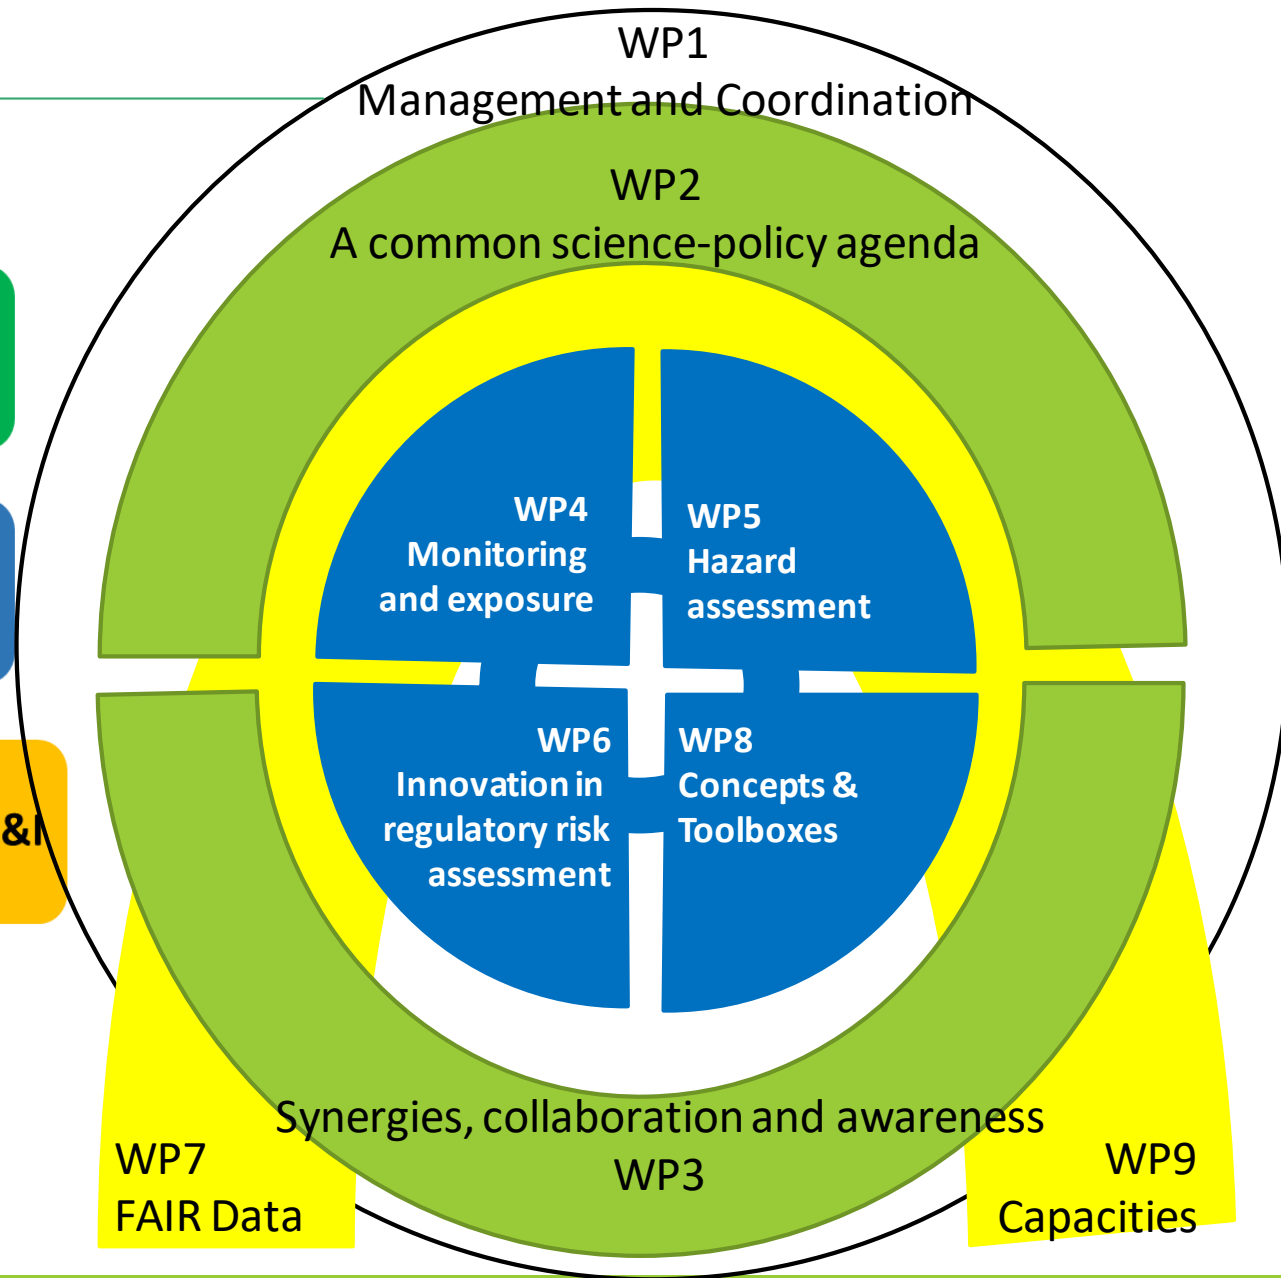 WP1
Management and Coordination
WP2
A common science-policy agenda
WP4
Monitoring
and exposure
WP5
Hazard
assessment
WP6
Innovation in
regulatory risk
assessment
WP8
Concepts &
Toolboxes
&I
Synergies, collaboration and awareness
WP3
WP7
FAIR Data
WP9
Capacities